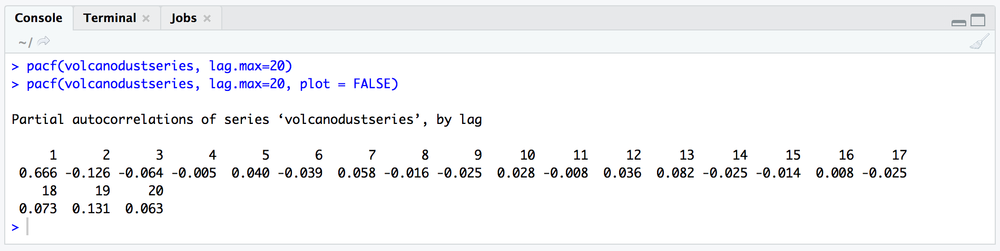 Console Terminal Jobs
~/
> pacf(volcanodustseries, lag.max=20)
> pacf(volcanodustseries, lag.max=20, plot = FALSE)
Partial autocorrelations of series ‘volcanodustseries’, by lag
1 2 3 4 5 6 7 8 9 10 11 12 13 14 15 16 17
0.666 -0.126 -0.064 -0.005 0.040 -0.039 0.058 -0.016 -0.025 0.028 -0.008 0.036 0.082 -0.025 -0.014 0.008 -0.025
18 19 20
0.073 0.131 0.063
>